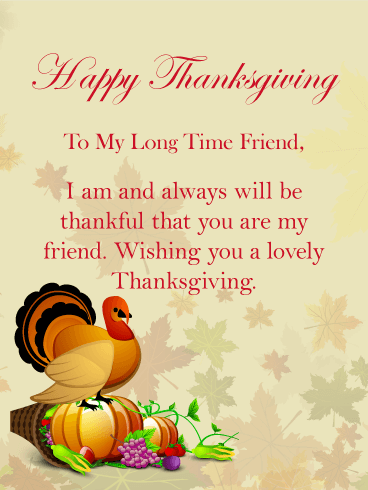 Happy Thanksgiving
To My Long Time Friend,
I am and always will be
thankful that you are my
friend. Wishing you a lovely
Thanksgiving.